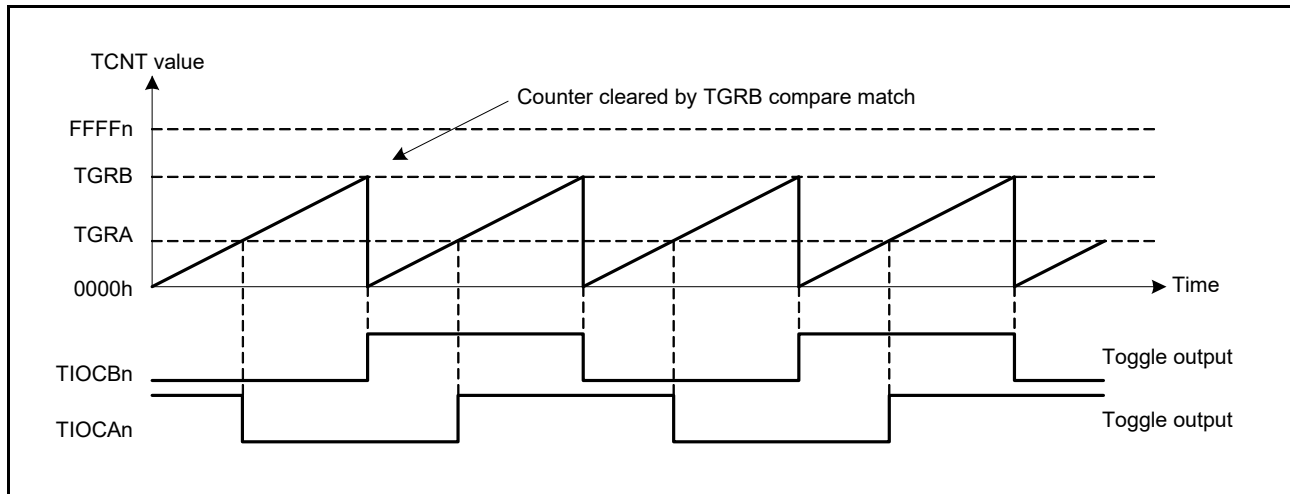 TCNT value
Counter cleared by TGRB compare match
FFFFn
TGRB
TGRA
0000h
Time
TIOCBn
Toggle output
TIOCAn
Toggle output